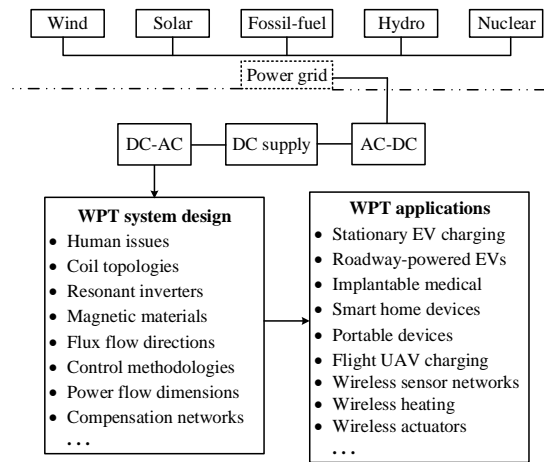 Wind Solar Fossil-fuel Hydro Nuclear
Power grid
DC-AC DC supply AC-DC
WPT system design
• Human issues
• Coil topologies
• Resonant inverters
• Magnetic materials
• Flux flow directions
• Control methodologies
• Power flow dimensions
• Compensation networks
• . . .
WPT applications
• Stationary EV charging
• Roadway-powered EVs
• Implantable medical
• Smart home devices
• Portable devices
• Flight UAV charging
• Wireless sensor networks
• Wireless heating
• Wireless actuators
• . . .